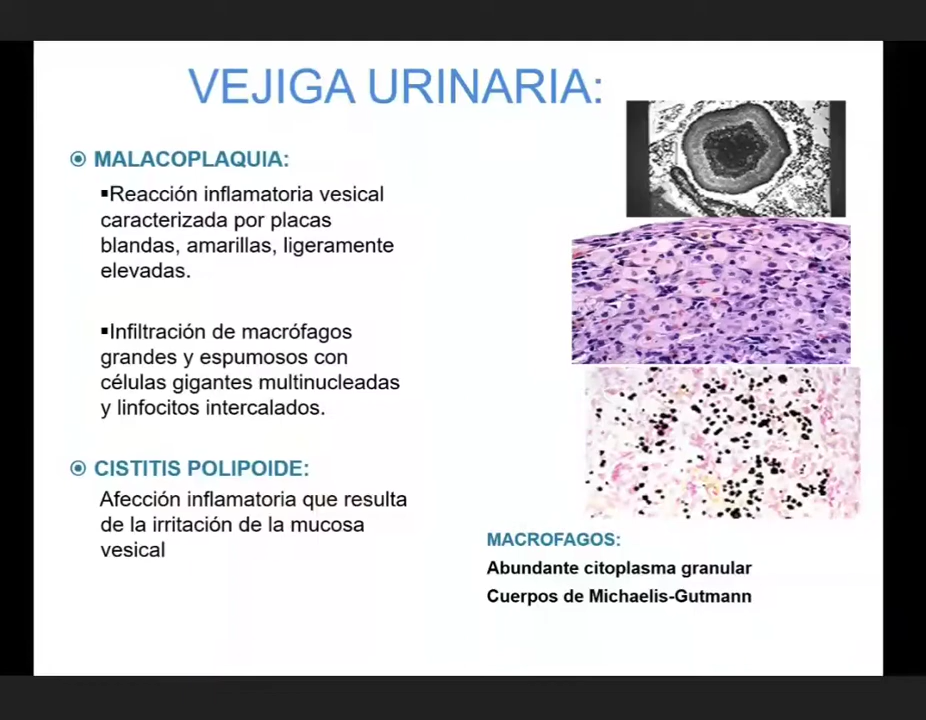 VEJIGA URINARIA:
MALACOPLAQUIA:
▪Reacción inflamatoria vesical
caracterizada por placas
blandas, amarillas, ligeramente
elevadas.
▪Infiltración de macrófagos
grandes y espumosos con
células gigantes multinucleadas
y linfocitos intercalados.
CISTITIS POLIPOIDE:
Afección inflamatoria que resulta
de la irritación de la mucosa
vesical
MACROFAGOS:
Abundante citoplasma granular
Cuerpos de Michaelis-Gutmann